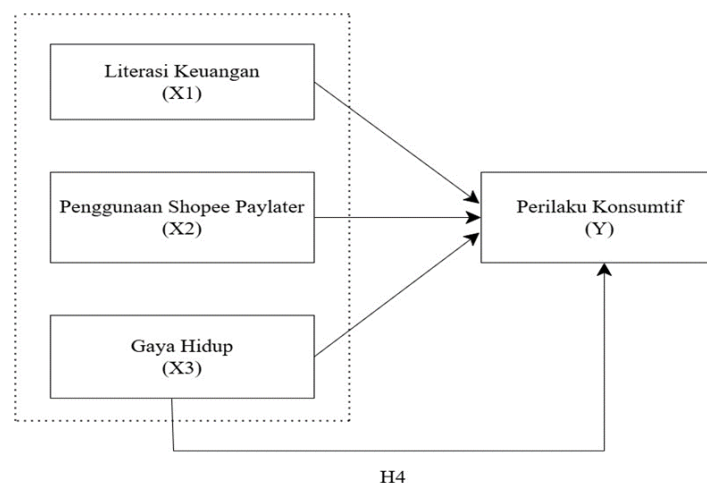 Literasi Keuangan
(X1)
Penggunaan Shopee Paylater
(X2)
Perilaku Konsumtif
(Y)
Gaya Hidup
(X3)
H4